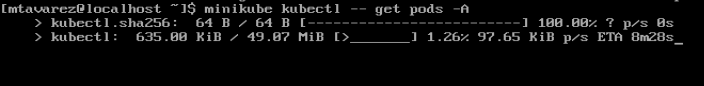 [mtavarez@localhost ~]$ minikube kubectl -- get pods -A
    > kubectl.sha256:  64 B / 64 B [-------------------------] 100.00% ? p/s 0s
    > kubectl:  635.00 KiB / 49.07 MiB [>_______] 1.26% 97.65 KiB p/s ETA 8m28s_